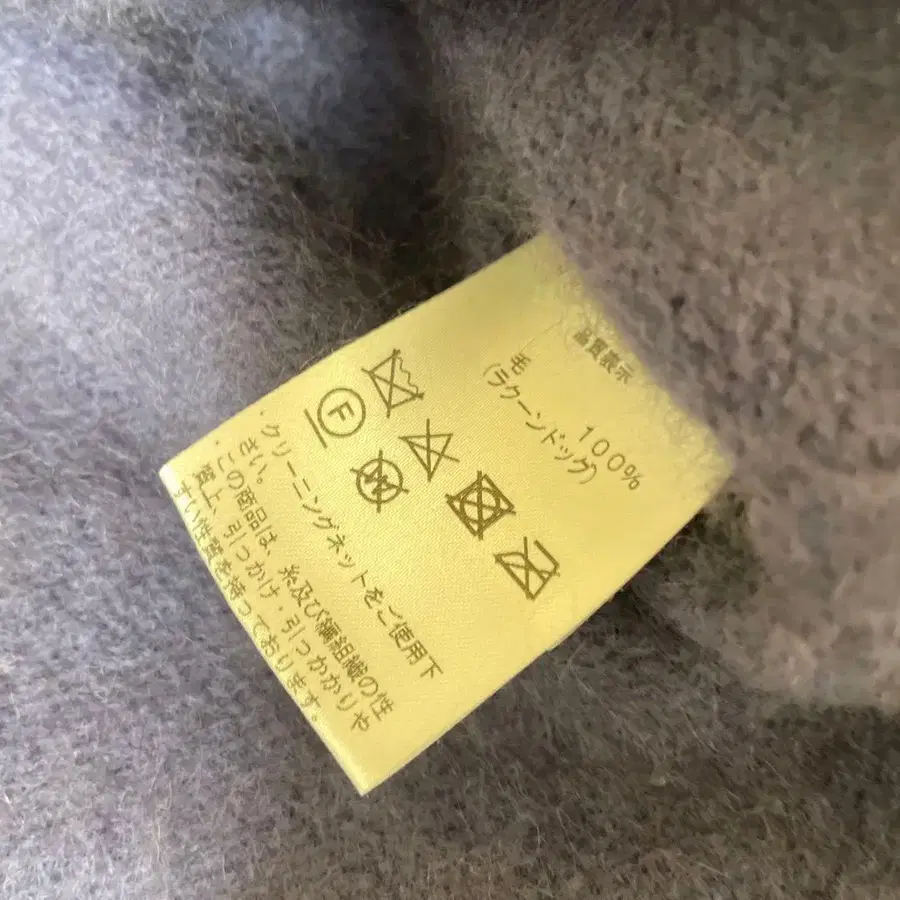 品質表示
毛 100%
(ラクーンドッグ)
F
W
クリーニングネットをご使用下
さい。
この商品は、糸及び編組織の性
質上、引っかけ・引っかかりや
すい性質を持っております。